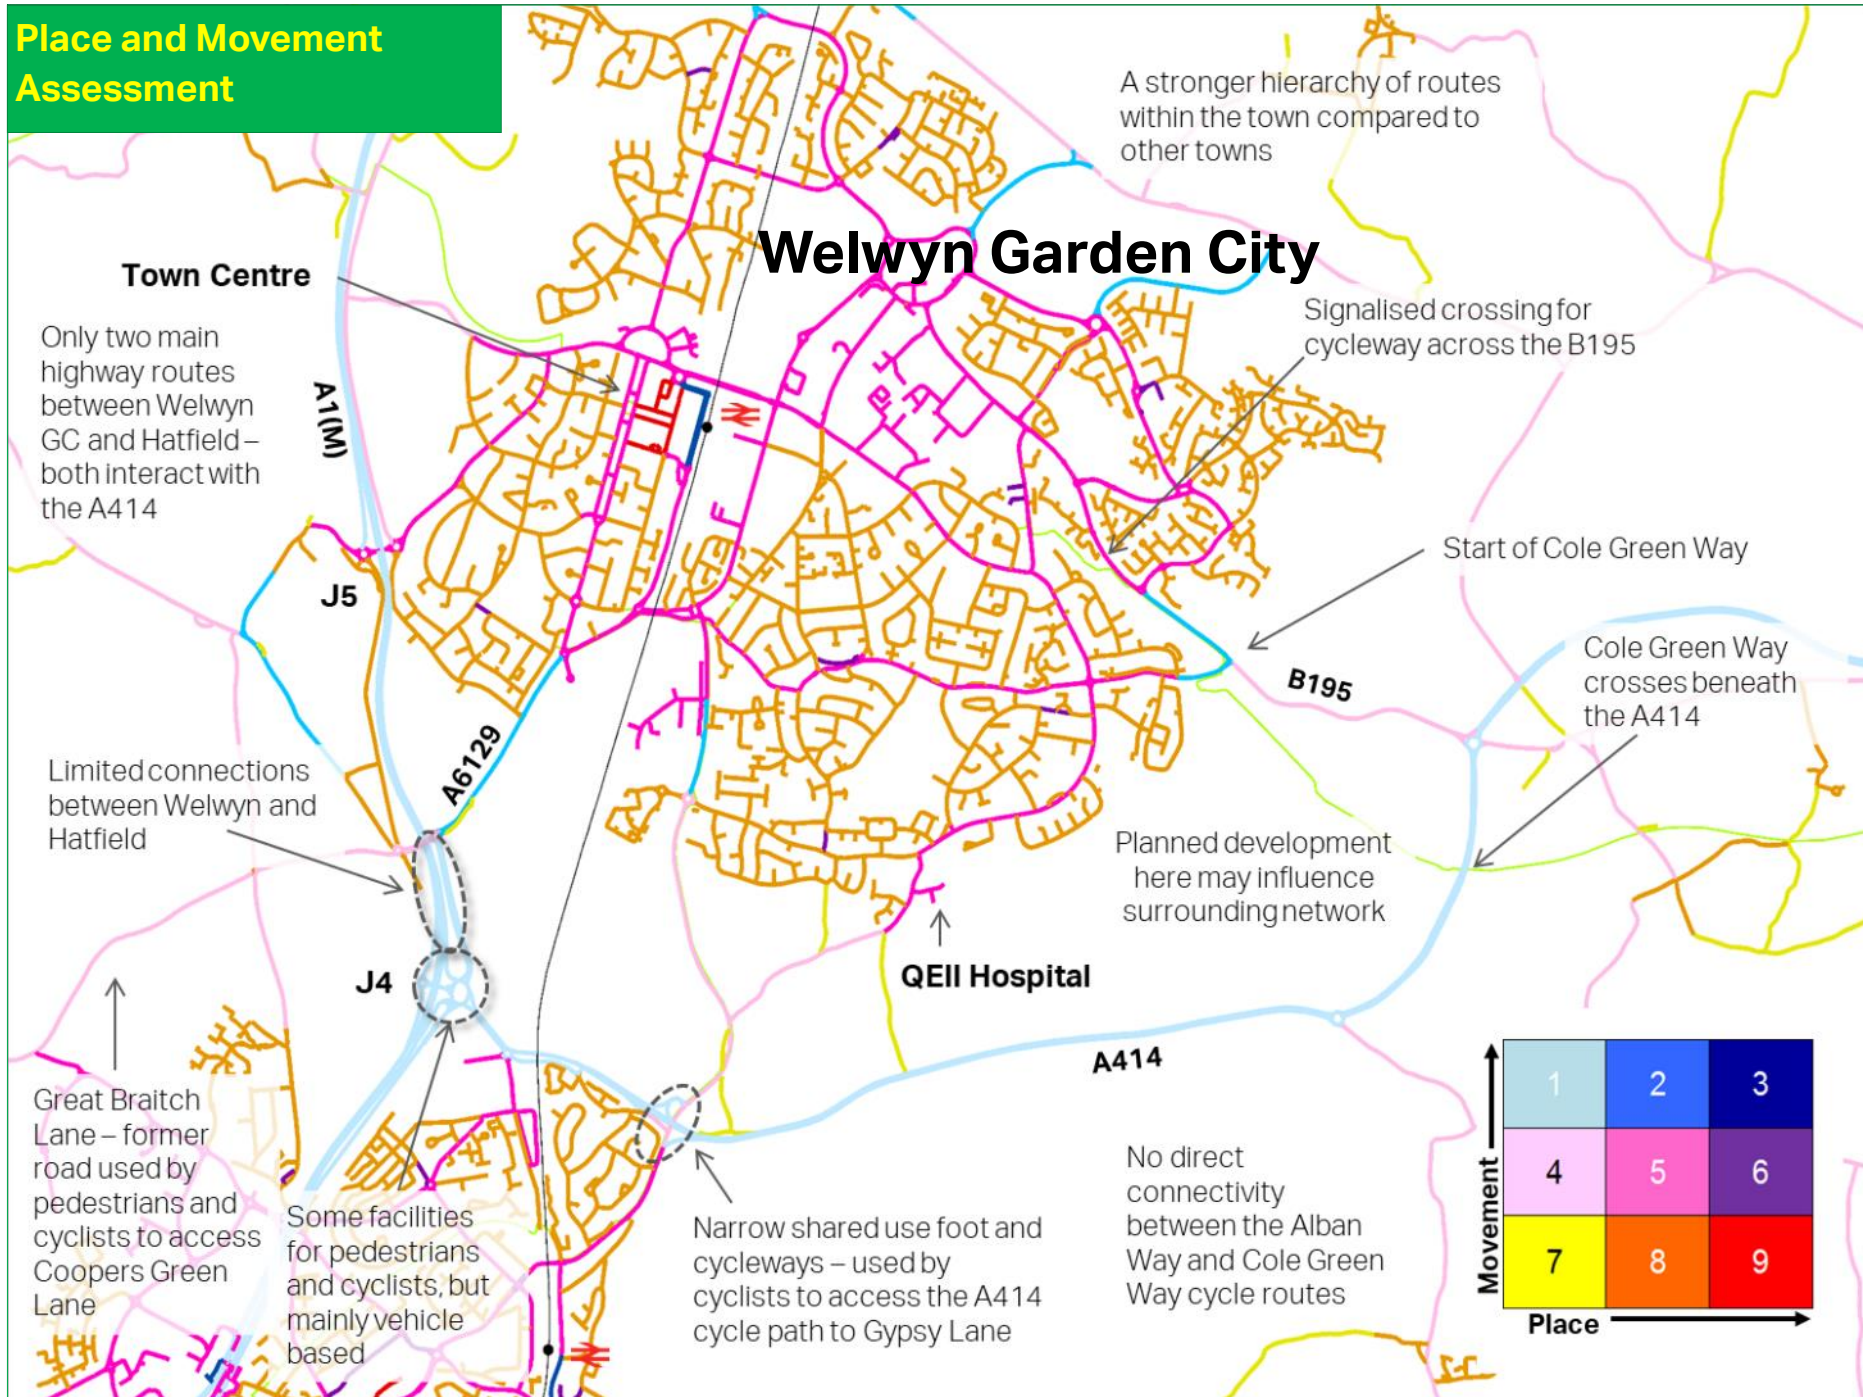 Place and Movement
Assessment
A stronger hierarchy of routes
within the town compared to
other towns
Welwyn Garden City
Town Centre
Signalised crossing for
cycleway across the B195
Only two main
highway routes
between Welwyn
GC and Hatfield –
both interact with
the A414
A1(M)
Start of Cole Green Way
J5
Cole Green Way
crosses beneath
the A414
B195
A6129
Limited connections
between Welwyn and
Hatfield
Planned development
here may influence
surrounding network
J4
QEII Hospital
A414
Great Braitch
Lane – former
road used by
pedestrians and
cyclists to access
Coopers Green
Lane
Some facilities
for pedestrians
and cyclists, but
mainly vehicle
based
Narrow shared use foot and
cycleways – used by
cyclists to access the A414
cycle path to Gypsy Lane
No direct
connectivity
between the Alban
Way and Cole Green
Way cycle routes
Movement
1 2 3
4 5 6
7 8 9
Place